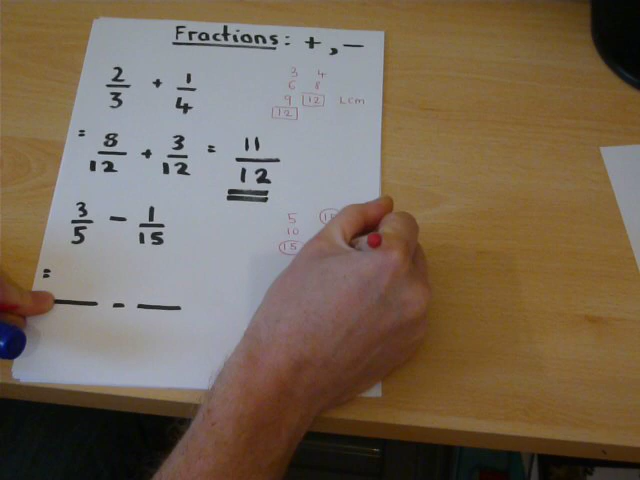 Fractions: +, −
2/3 + 1/4
3 4
6 8
9 12 Lcm
12
= 8/12 + 3/12 = 11/12
3/5 − 1/15
5
10
15
=
−